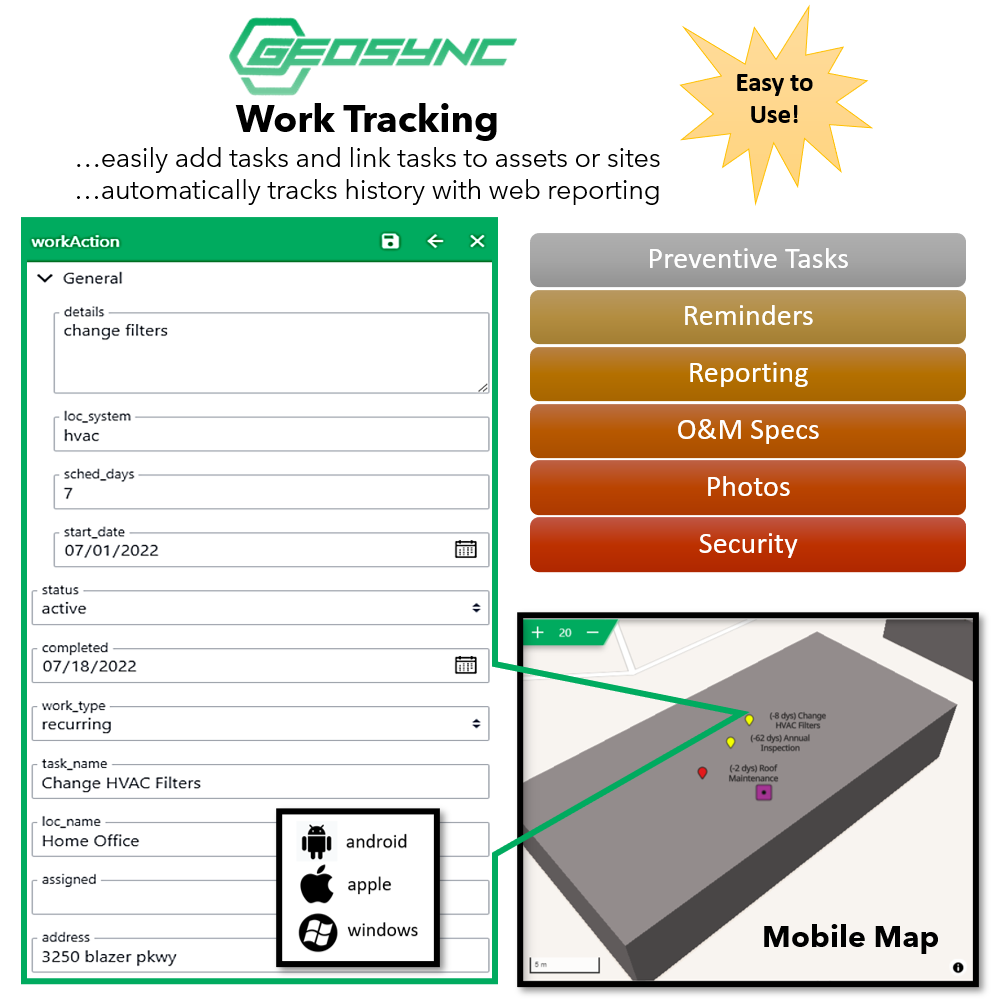 GEOSYNC
Work Tracking
...easily add tasks and link tasks to assets or sites
...automatically tracks history with web reporting
Easy to
Use!
workAction
General
details
change filters
loc_system
hvac
sched_days
7
start_date
07/01/2022
status
active
completed
07/18/2022
work_type
recurring
task_name
Change HVAC Filters
loc_name
Home Office
assigned
address
3250 blazer pkwy
android
apple
windows
Preventive Tasks
Reminders
Reporting
O&M Specs
Photos
Security
+ 20 −
(-8 dys) Change
HVAC Filters
(-62 dys) Annual
Inspection
(-2 dys) Roof
Maintenance
5 m
Mobile Map